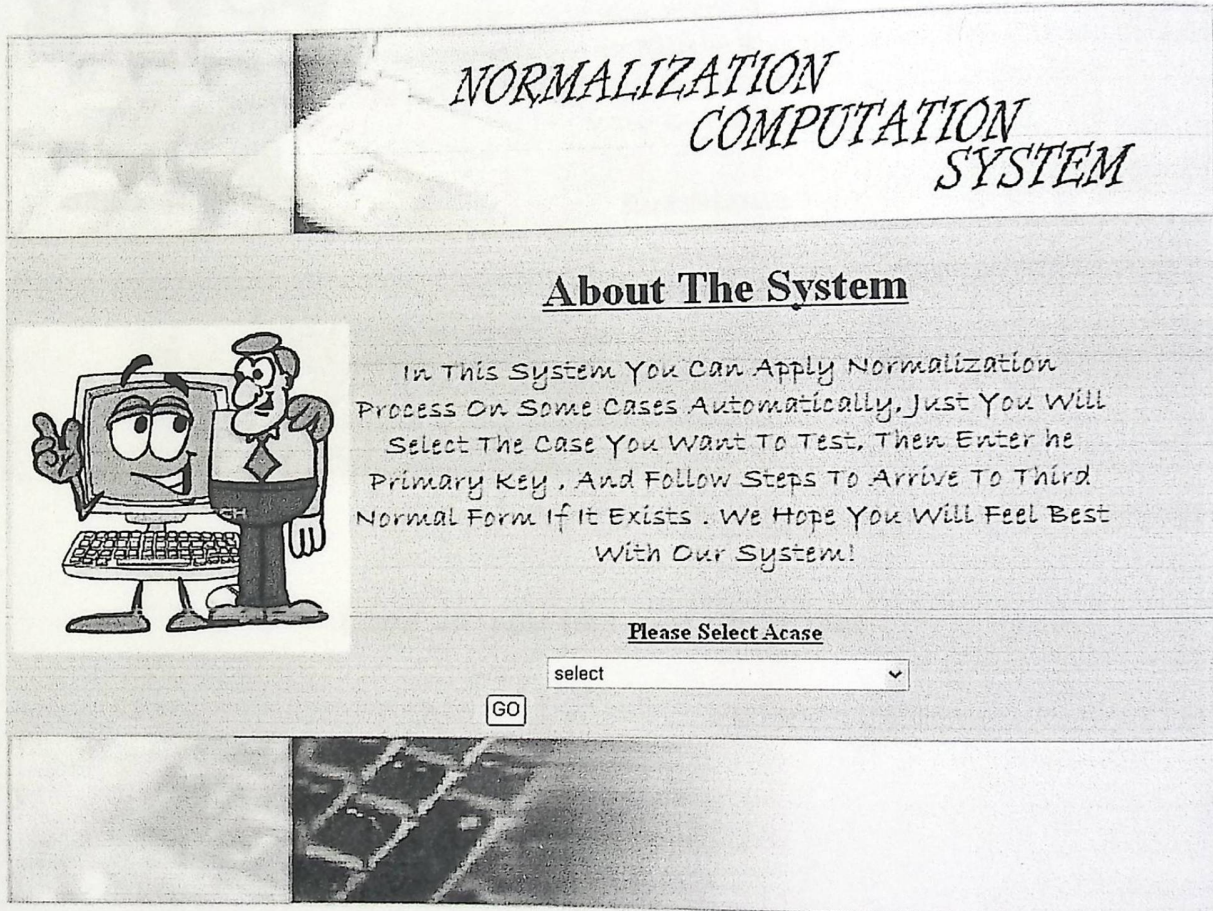 NORMALIZATION
COMPUTATION
SYSTEM
About The System
In This System You Can Apply Normalization
Process On Some Cases Automatically, Just You Will
Select The Case You Want To Test, Then Enter he
Primary Key , And Follow Steps To Arrive To Third
Normal Form If It Exists . We Hope You Will Feel Best
With Our System!
Please Select Acase
select
GO